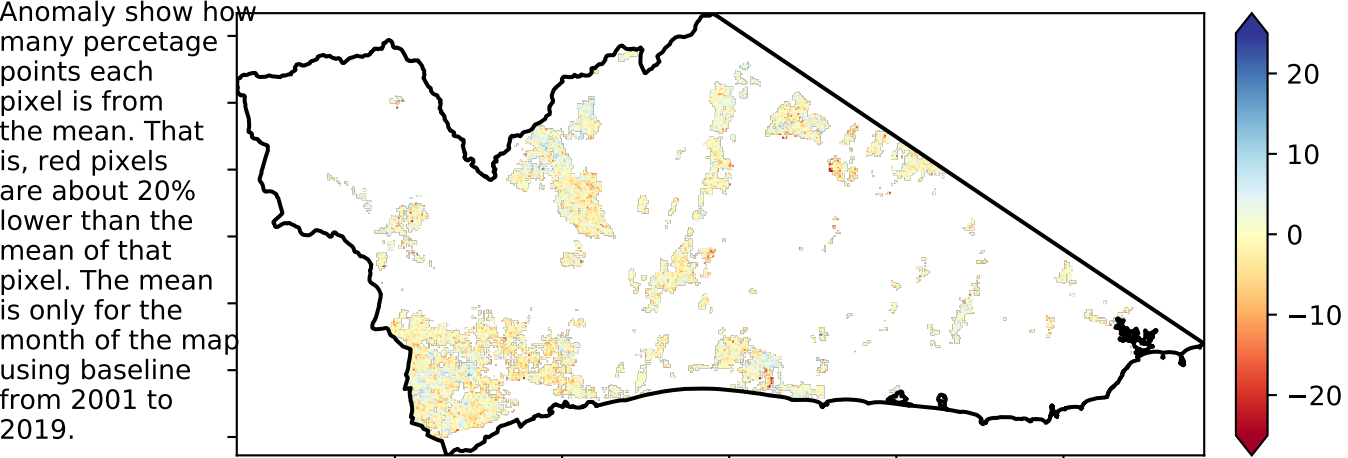 Anomaly show how
many percetage
points each
pixel is from
the mean. That
is, red pixels
are about 20%
lower than the
mean of that
pixel. The mean
is only for the
month of the map
using baseline
from 2001 to
2019.
20
10
0
−10
−20